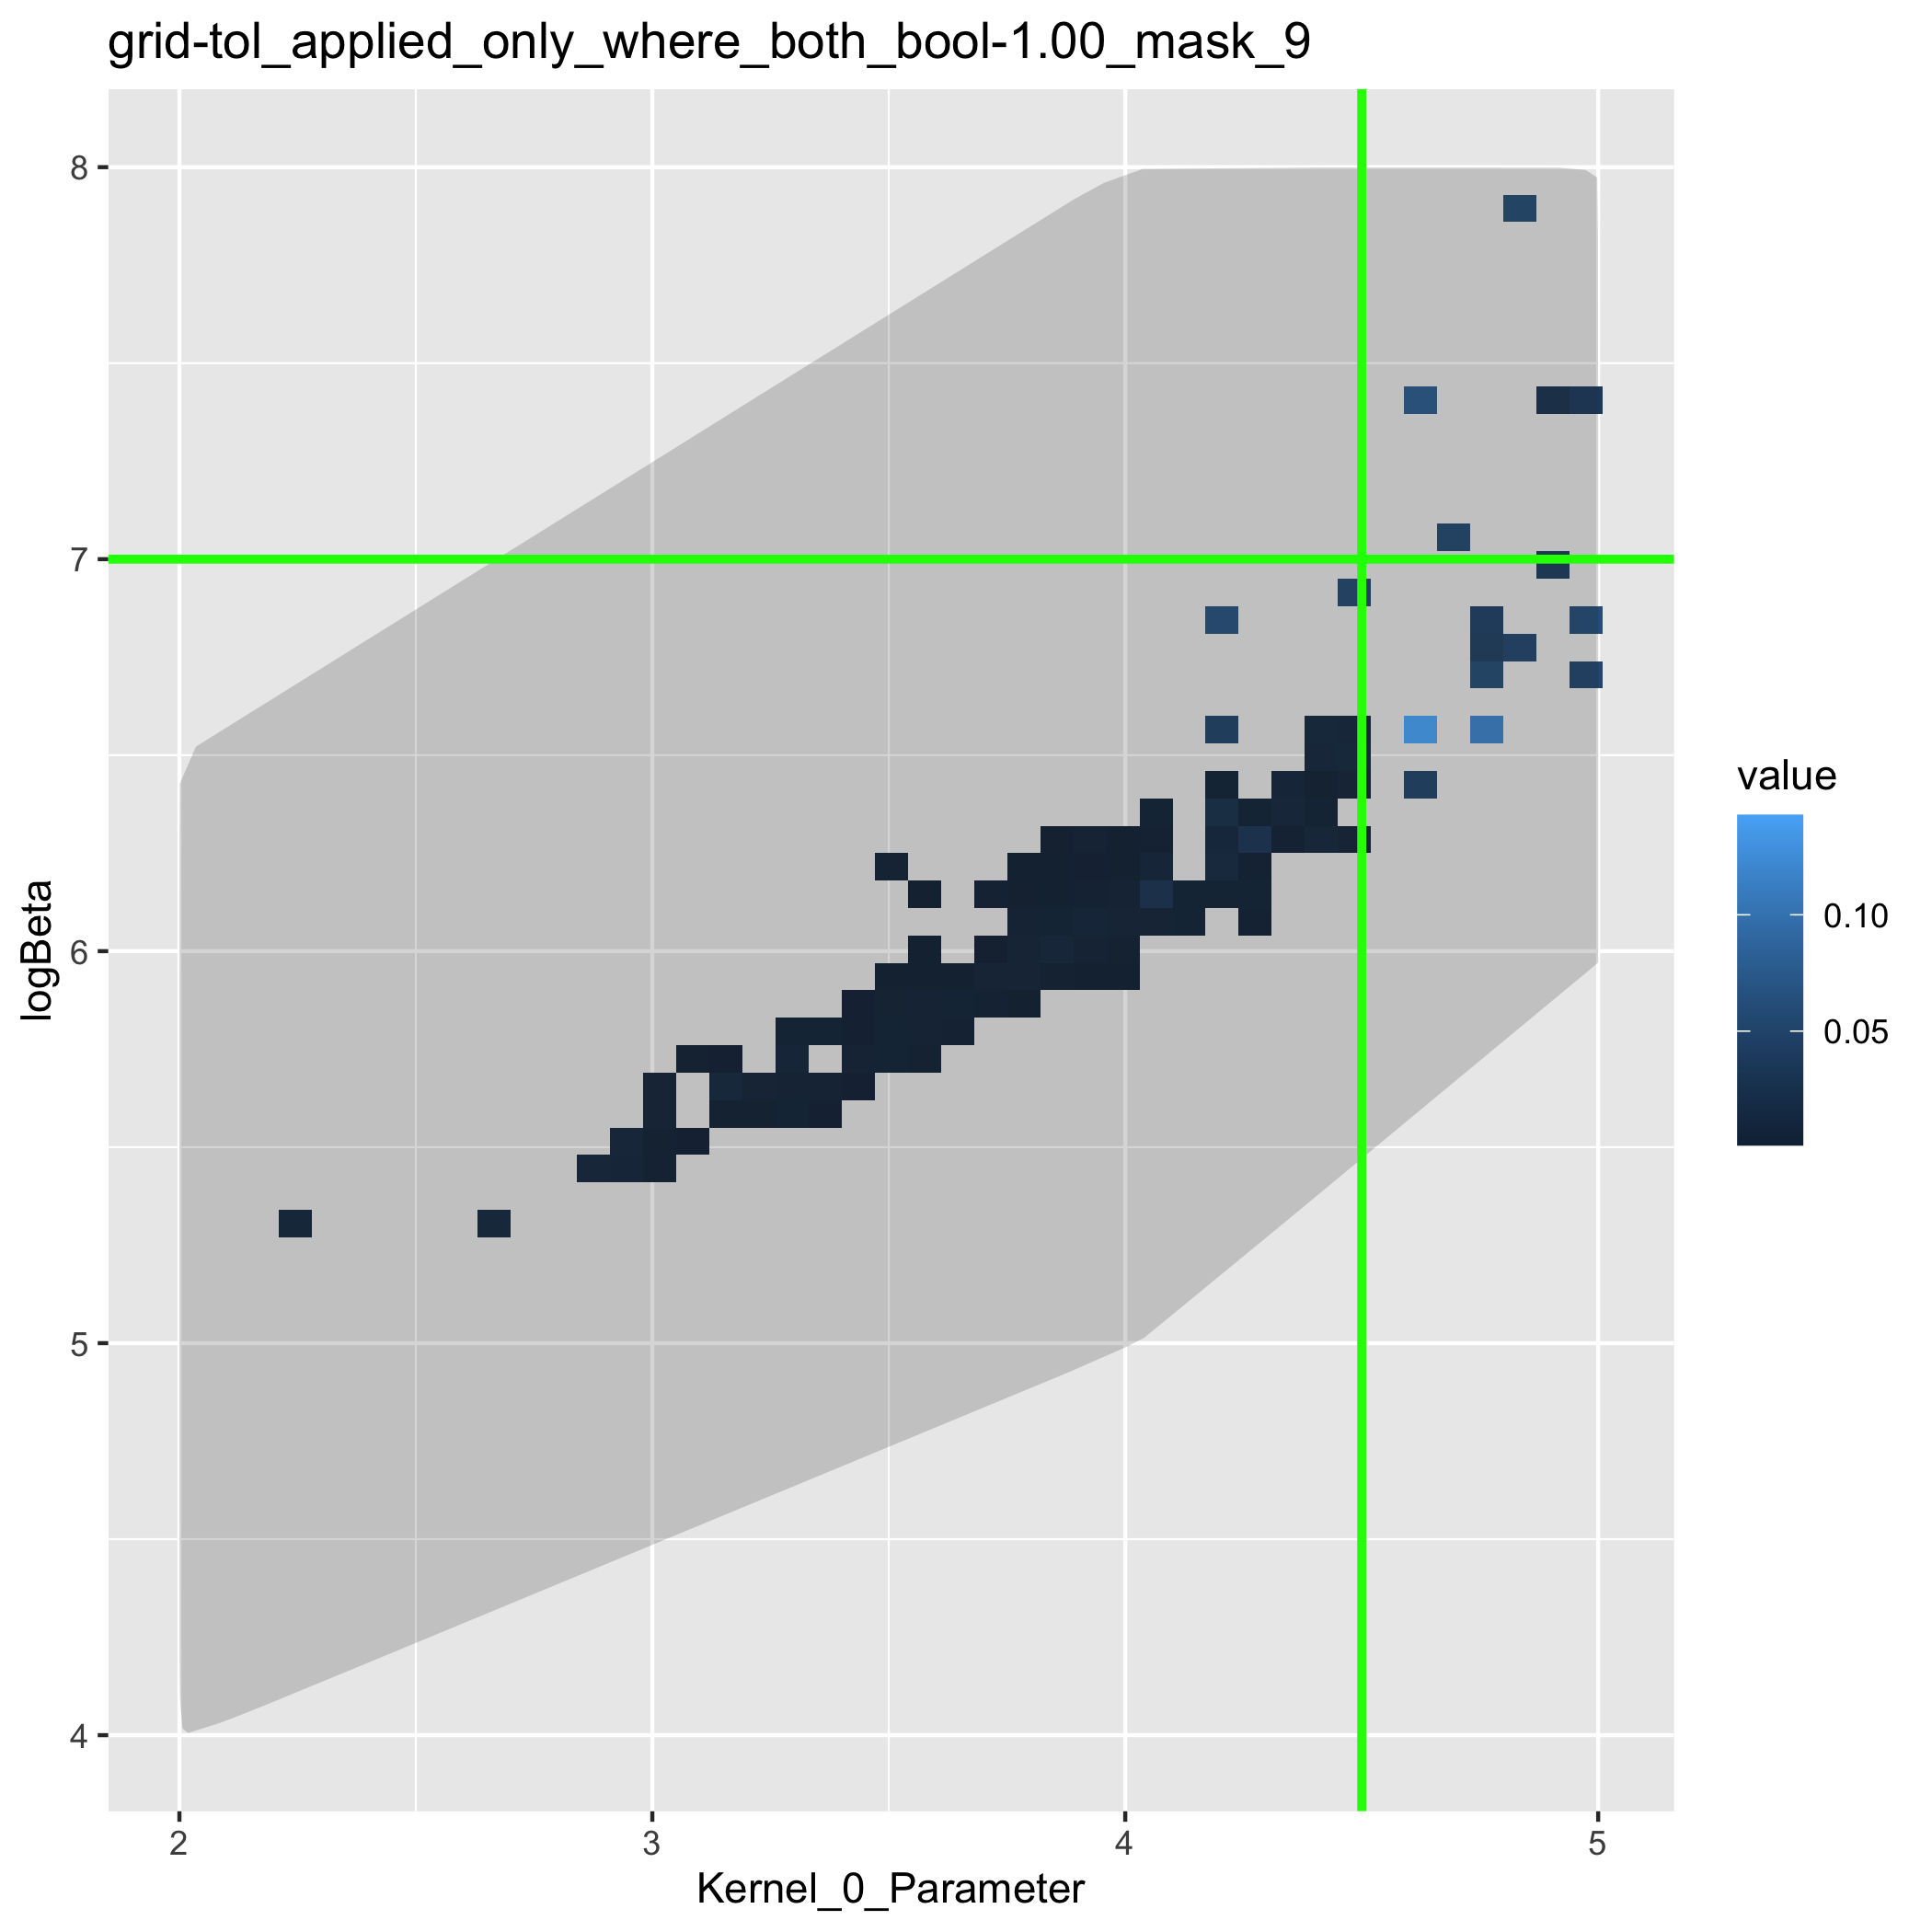 grid-tol_applied_only_where_both_bool-1.00_mask_9
8
7
6
5
4
logBeta
2 3 4 5
Kernel_0_Parameter
value
0.10
0.05